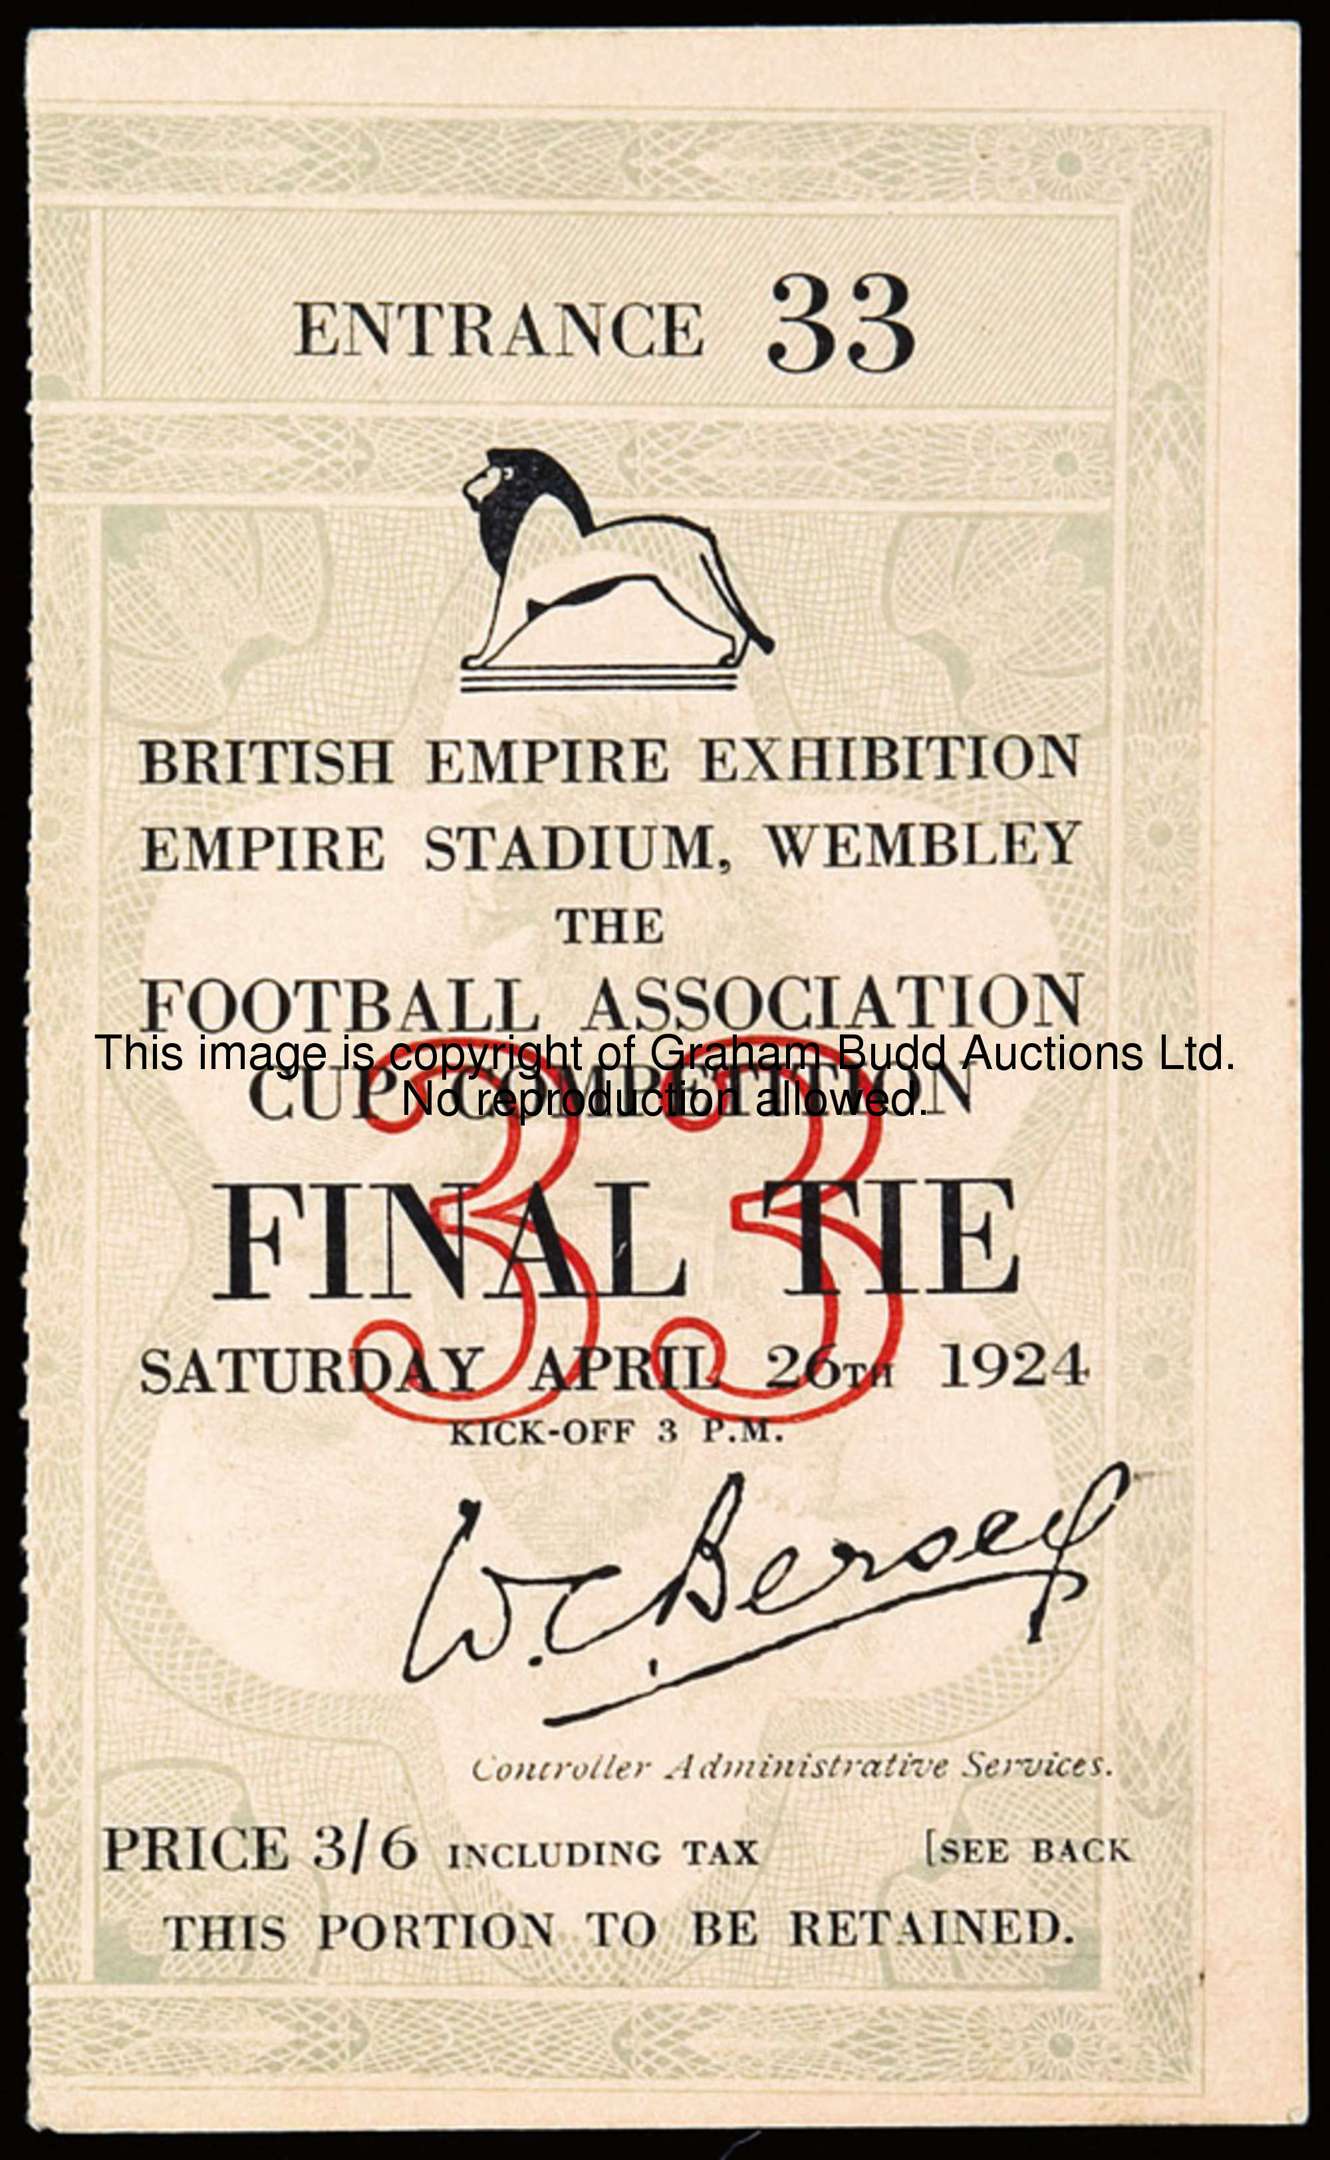 ENTRANCE 33
BRITISH EMPIRE EXHIBITION
EMPIRE STADIUM, WEMBLEY
THE
FOOTBALL ASSOCIATION
This image is copyright of Graham Budd Auctions Ltd.
CUP COMPETITION
No reproduction allowed.
33
FINAL TIE
SATURDAY APRIL 26TH 1924
KICK-OFF 3 P.M.
W.C. Bersey
Controller Administrative Services.
PRICE 3/6 INCLUDING TAX [SEE BACK
THIS PORTION TO BE RETAINED.